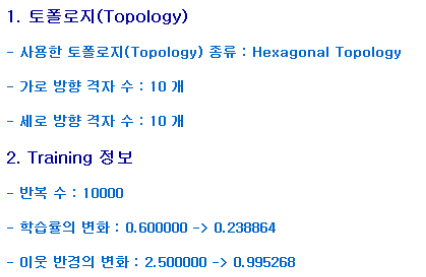 1. 토폴로지(Topology)
- 사용한 토폴로지(Topology) 종류 : Hexagonal Topology
- 가로 방향 격자 수 : 10 개
- 세로 방향 격자 수 : 10 개
2. Training 정보
- 반복 수 : 10000
- 학습률의 변화 : 0.600000 -> 0.238864
- 이웃 반경의 변화 : 2.500000 -> 0.995268